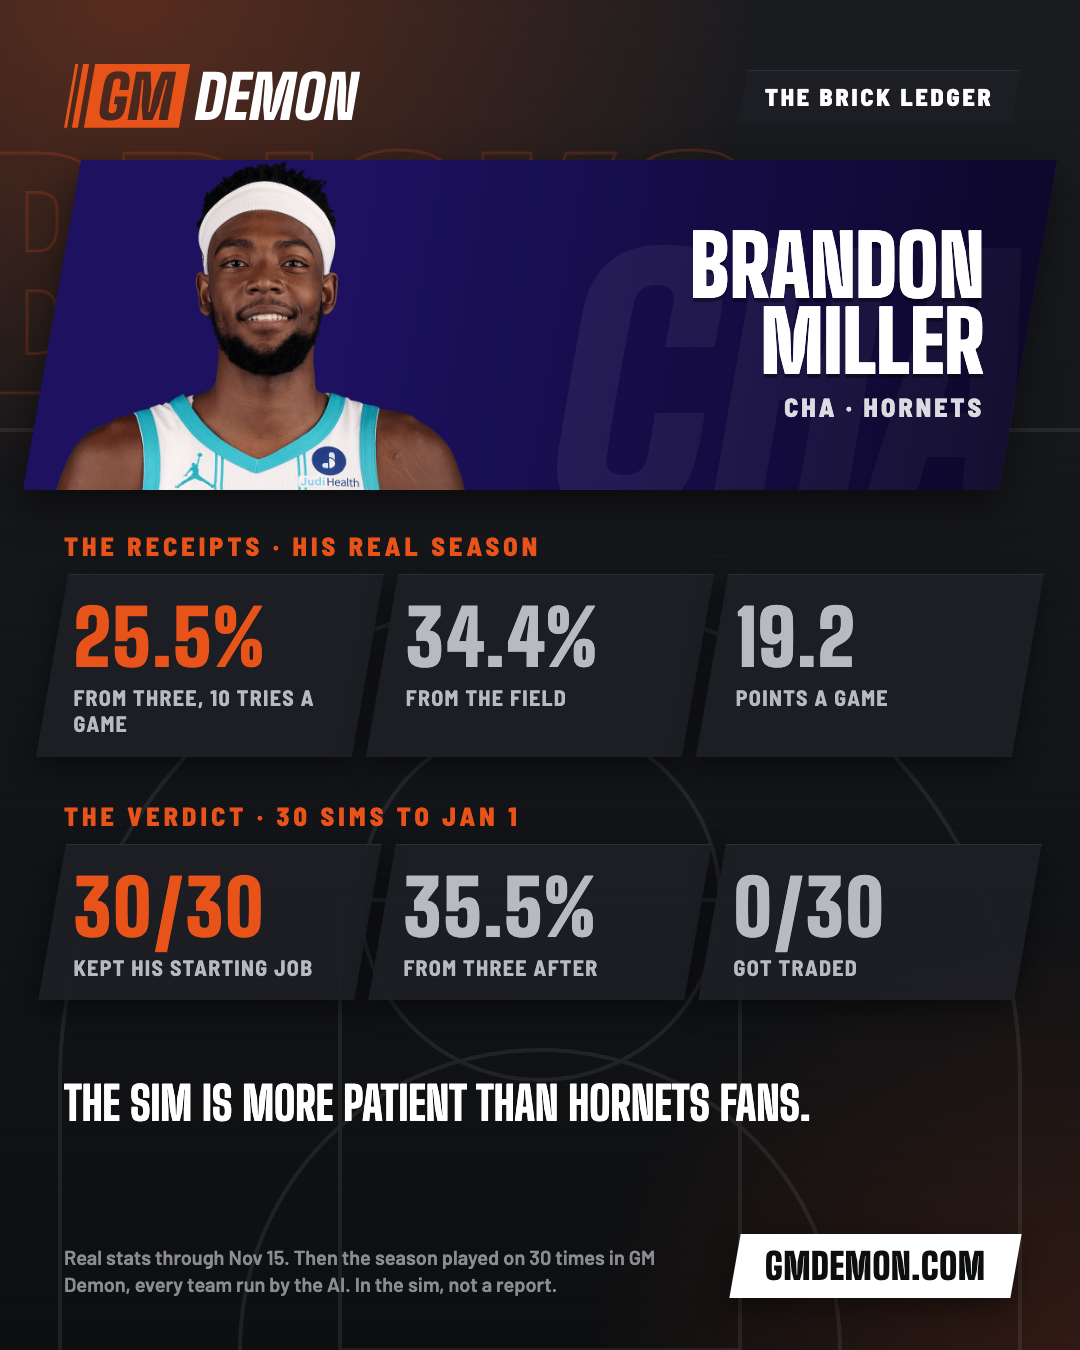 GM DEMON
THE BRICK LEDGER
BRANDON
MILLER
CHA · HORNETS
CHA
Judi Health
THE RECEIPTS · HIS REAL SEASON
25.5%
FROM THREE, 10 TRIES A
GAME
34.4%
FROM THE FIELD
19.2
POINTS A GAME
THE VERDICT · 30 SIMS TO JAN 1
30/30
KEPT HIS STARTING JOB
35.5%
FROM THREE AFTER
0/30
GOT TRADED
THE SIM IS MORE PATIENT THAN HORNETS FANS.
Real stats through Nov 15. Then the season played on 30 times in GM
Demon, every team run by the AI. In the sim, not a report.
GMDEMON.COM